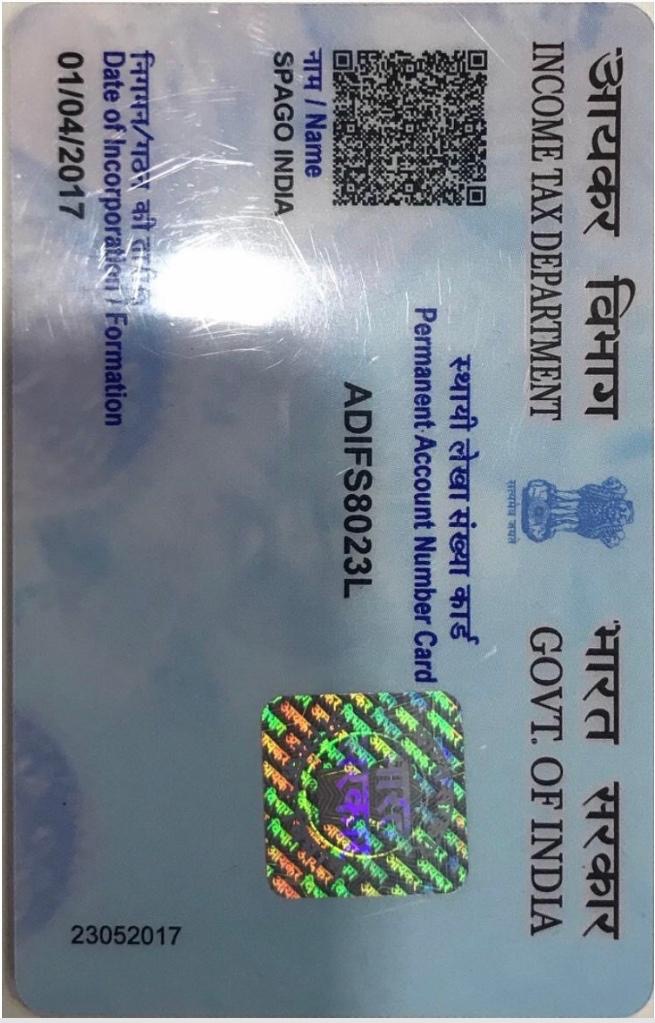 आयकर विभाग
INCOME TAX DEPARTMENT
सत्यमेव जयते
भारत सरकार
GOVT. OF INDIA
स्थायी लेखा संख्या कार्ड
Permanent Account Number Card
ADIFS8023L
नाम / Name
SPAGO INDIA
निगमन/गठन की
Date of Incorporation / Formation
01/04/2017
23052017